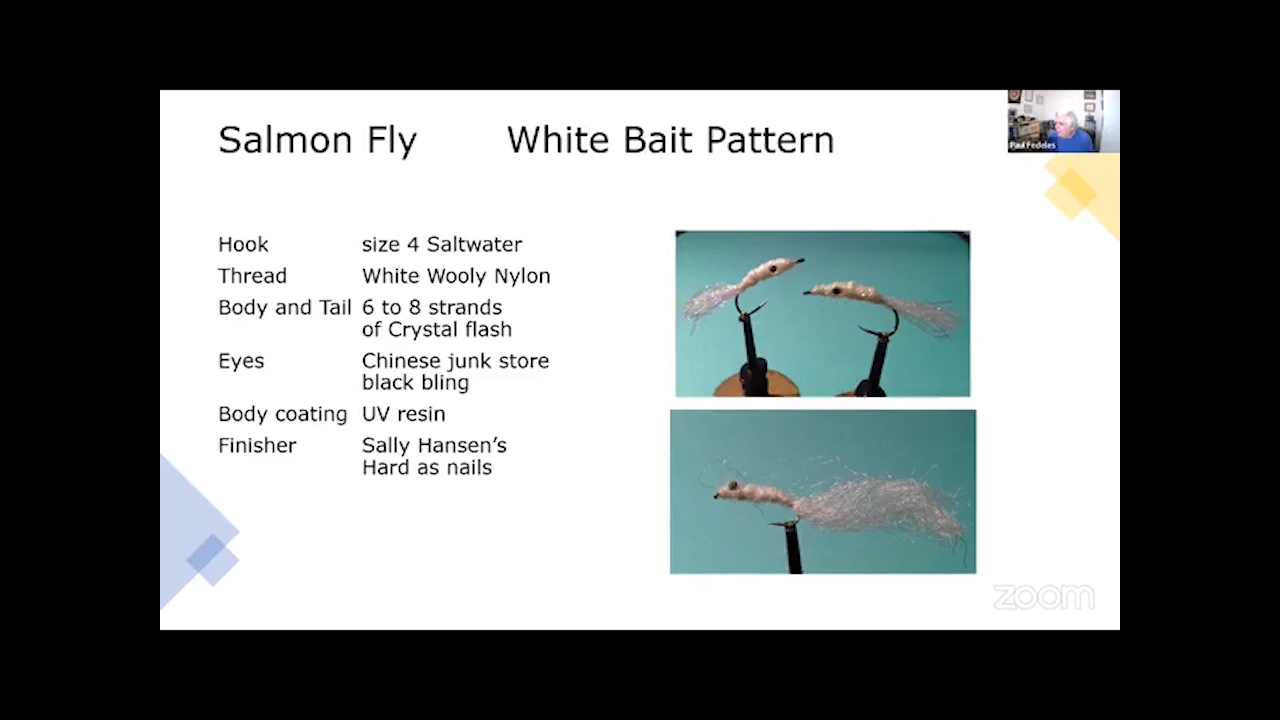 Paul Fedeles
Salmon Fly White Bait Pattern
Hook size 4 Saltwater
Thread White Wooly Nylon
Body and Tail 6 to 8 strands
of Crystal flash
Eyes Chinese junk store
black bling
Body coating UV resin
Finisher Sally Hansen’s
Hard as nails
zoom